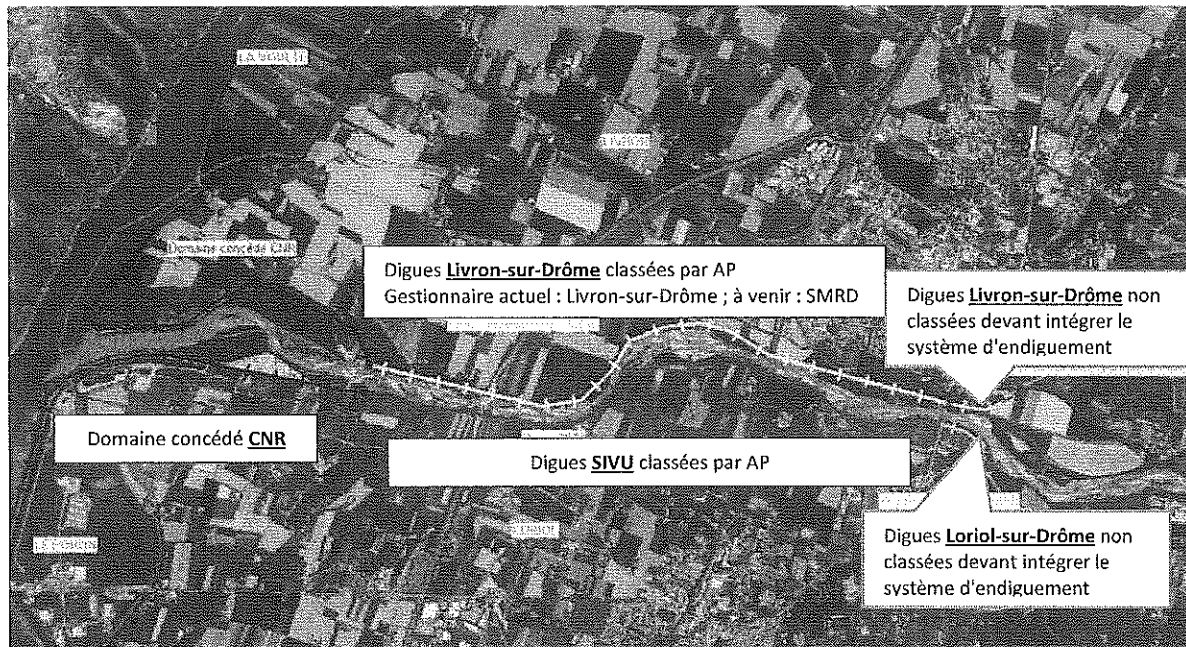 Domaine concédé CNR
Digues Livron-sur-Drôme classées par AP
Gestionnaire actuel : Livron-sur-Drôme ; à venir : SMRD
Digues Livron-sur-Drôme non
classées devant intégrer le
système d'endiguement
Domaine concédé CNR
Digues SIVU classées par AP
Digues Loriol-sur-Drôme non
classées devant intégrer le
système d'endiguement